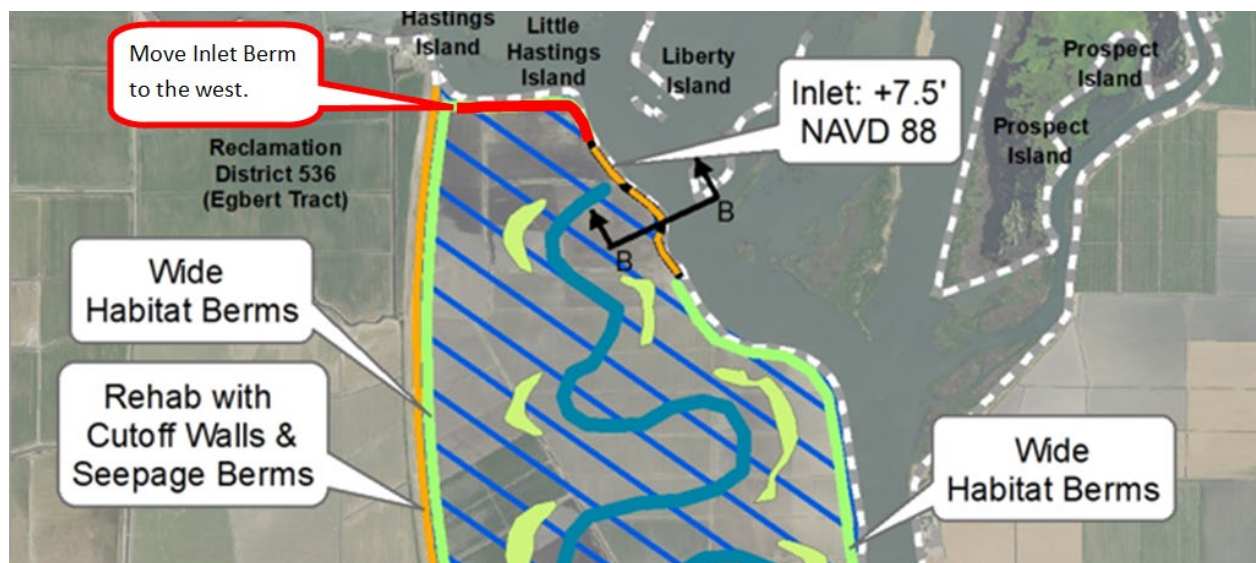 Move Inlet Berm
to the west.
Hastings
Island
Little
Hastings
Island
Liberty
Island
Prospect
Island
Inlet: +7.5'
NAVD 88
Prospect
Island
Reclamation
District 536
(Egbert Tract)
B
B
Wide
Habitat Berms
Rehab with
Cutoff Walls &
Seepage Berms
Wide
Habitat Berms